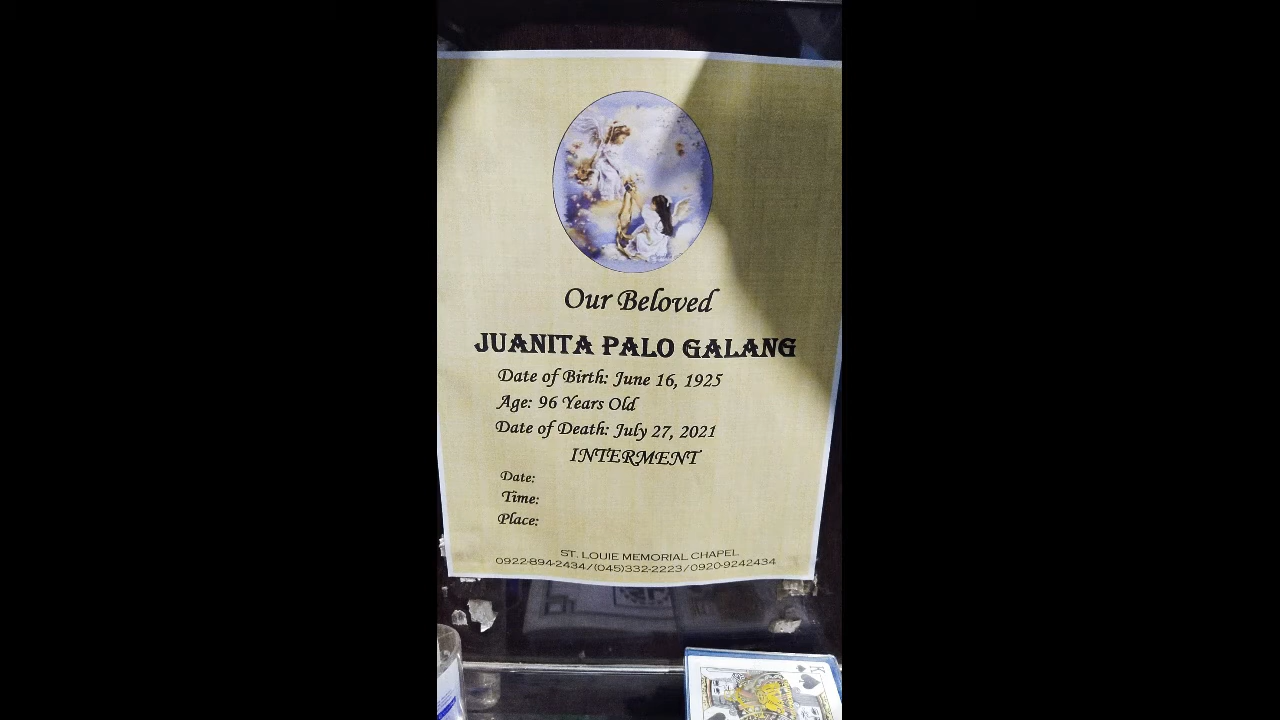 Our Beloved
JUANITA PALO GALANG
Date of Birth: June 16, 1925
Age: 96 Years Old
Date of Death: July 27, 2021
INTERMENT
Date:
Time:
Place:
ST. LOUIE MEMORIAL CHAPEL
0922-894-2434/(045)332-2223/0920-9242434
K